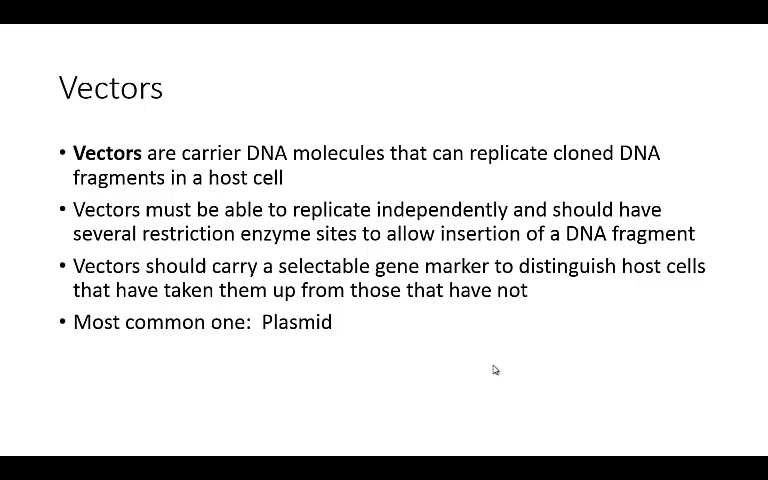 Vectors
• Vectors are carrier DNA molecules that can replicate cloned DNA
fragments in a host cell
• Vectors must be able to replicate independently and should have
several restriction enzyme sites to allow insertion of a DNA fragment
• Vectors should carry a selectable gene marker to distinguish host cells
that have taken them up from those that have not
• Most common one:  Plasmid